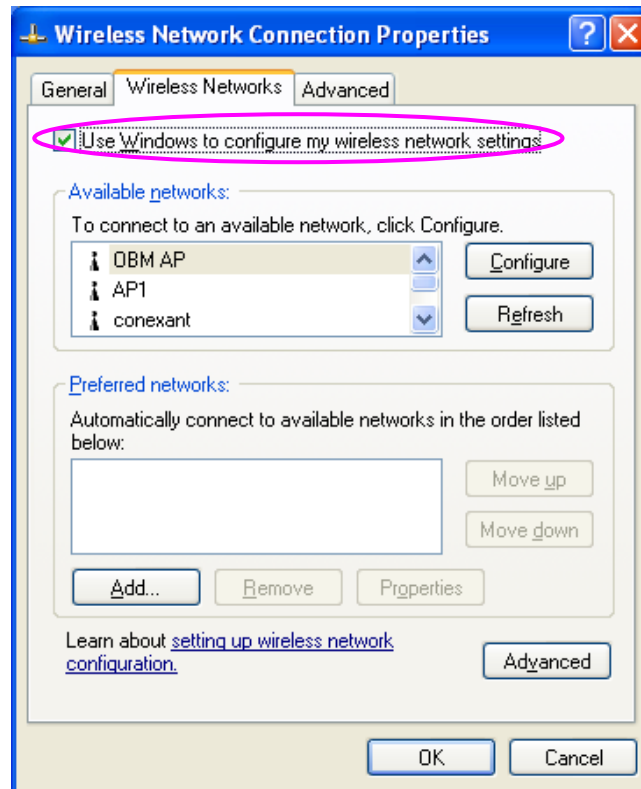 Wireless Network Connection Properties
General
Wireless Networks
Advanced
Use Windows to configure my wireless network settings
Available networks:
To connect to an available network, click Configure.
OBM AP
AP1
conexant
Configure
Refresh
Preferred networks:
Automatically connect to available networks in the order listed
below:
Move up
Move down
Add...
Remove
Properties
Learn about setting up wireless network
configuration.
Advanced
OK
Cancel